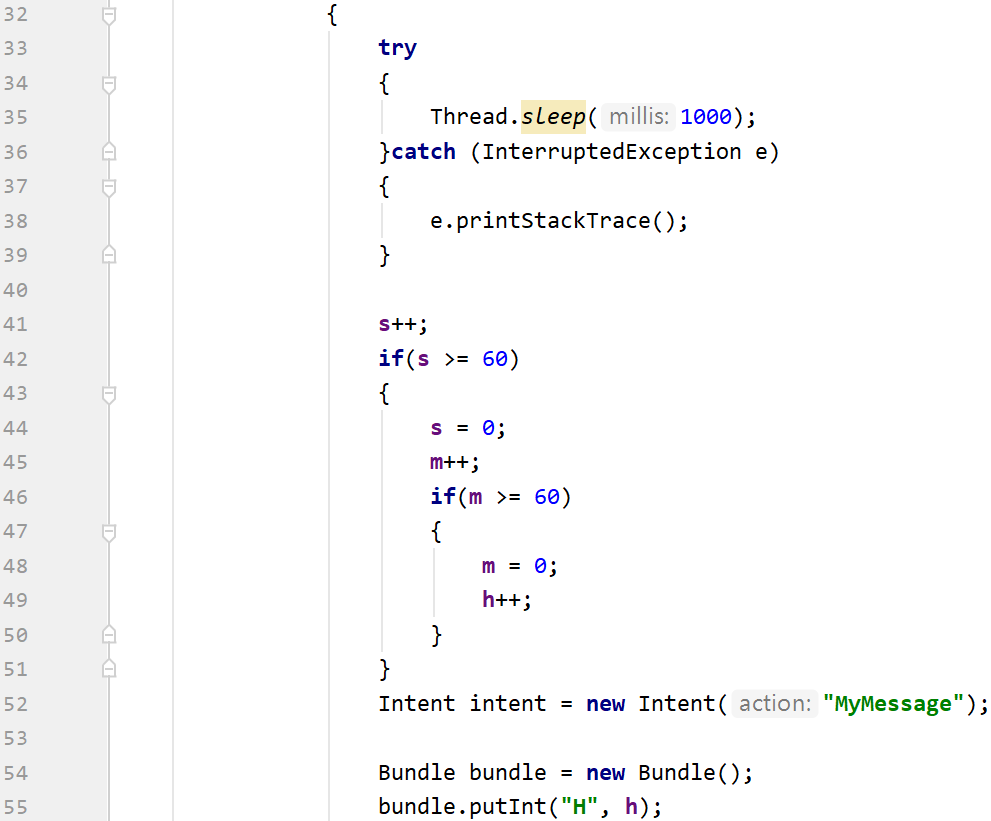 32 {
33 try
34 {
35 Thread.sleep( millis: 1000);
36 }catch (InterruptedException e)
37 {
38 e.printStackTrace();
39 }
40
41 s++;
42 if(s >= 60)
43 {
44 s = 0;
45 m++;
46 if(m >= 60)
47 {
48 m = 0;
49 h++;
50 }
51 }
52 Intent intent = new Intent( action: "MyMessage");
53
54 Bundle bundle = new Bundle();
55 bundle.putInt("H", h);